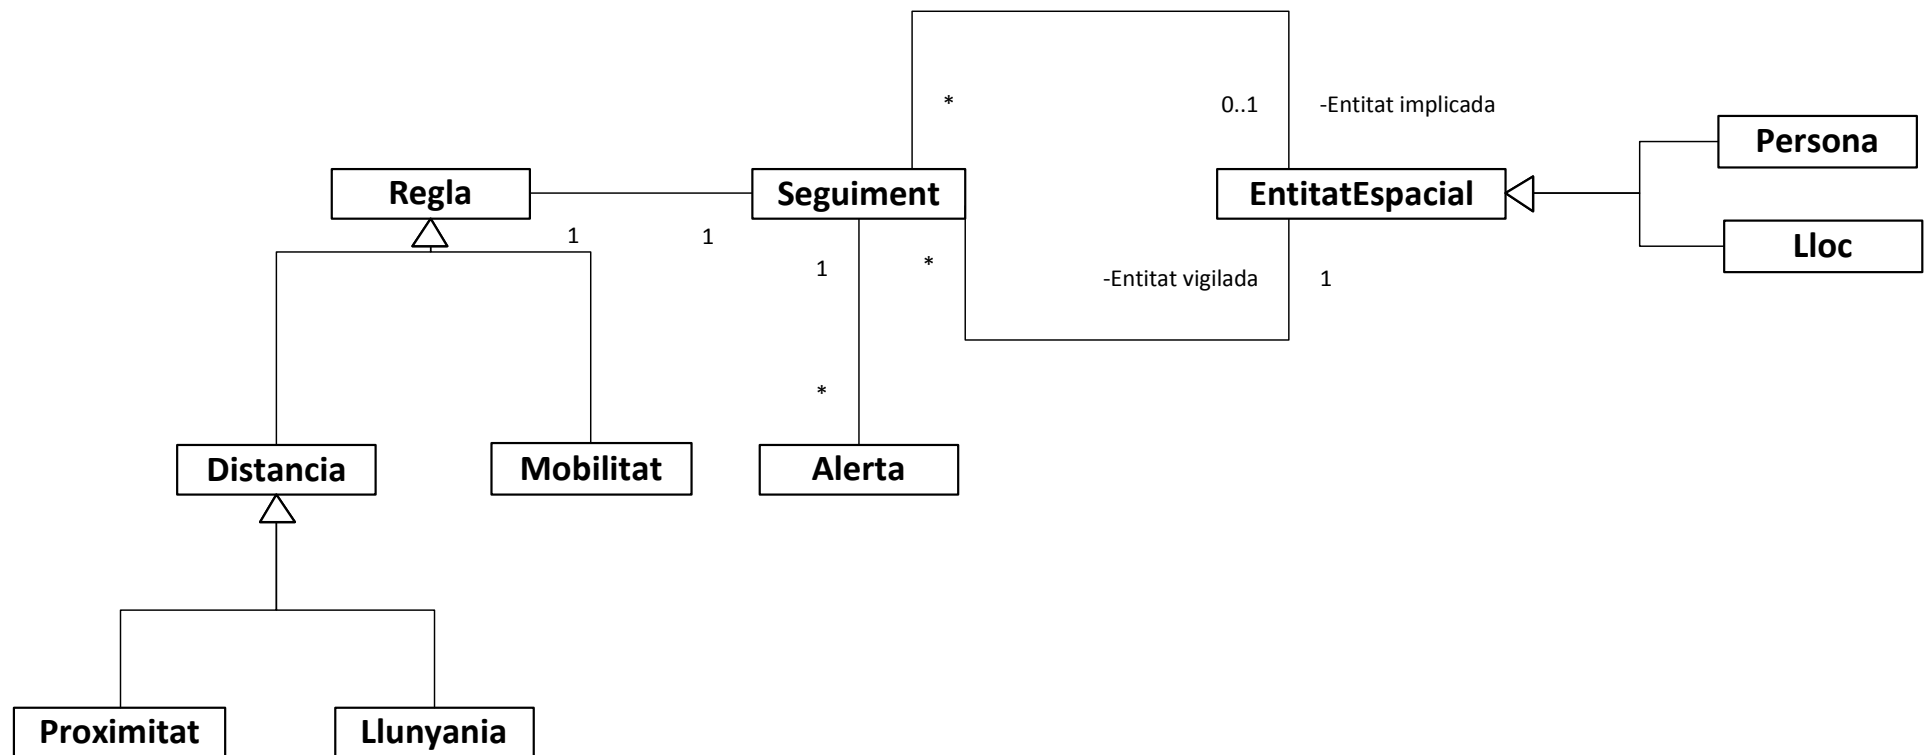 *
0..1
-Entitat implicada
Persona
Regla
Seguiment
EntitatEspacial
Lloc
1
1
1
*
-Entitat vigilada
1
*
Distancia
Mobilitat
Alerta
Proximitat
Llunyania